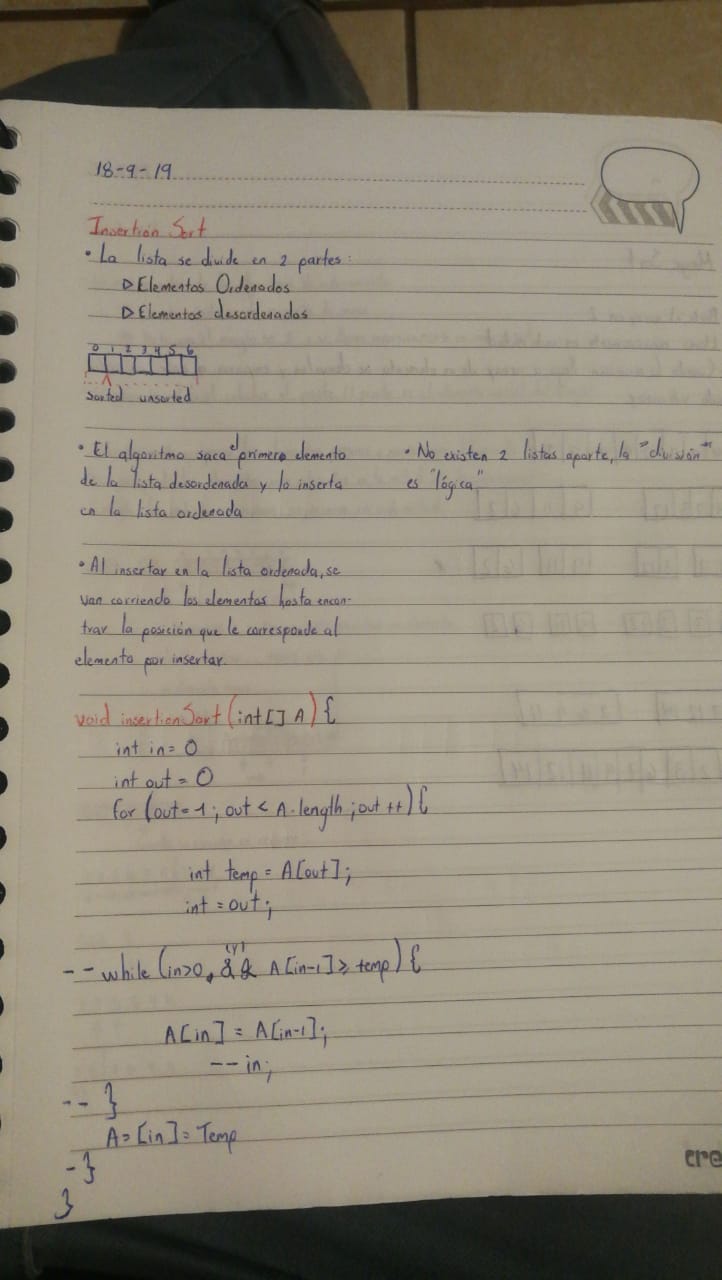 18-9-19
Insertion Sort
• La lista se divide en 2 partes:
▷ Elementos Ordenados
▷ Elementos desordenados
0 1 2 3 4 5 6
sorted unsorted
• El algoritmo saca el primero elemento
de la lista desordenada y lo inserta
en la lista ordenada
• No existen 2 listas aparte, la "división"
es "lógica"
• Al insertar en la lista ordenada, se
van corriendo los elementos hasta encon-
trar la posición que le corresponde al
elemento por insertar.
void insertionSort (int[] A) {
int in = 0
int out = 0
for (out = 1; out < A.length; out ++) {
int temp = A[out];
int = out;
(y)
-- while (in>0, && A[in-1] ≥ temp) {
A[in] = A[in-1];
-- in;
-- }
A = [in] = Temp
- }
}
cre